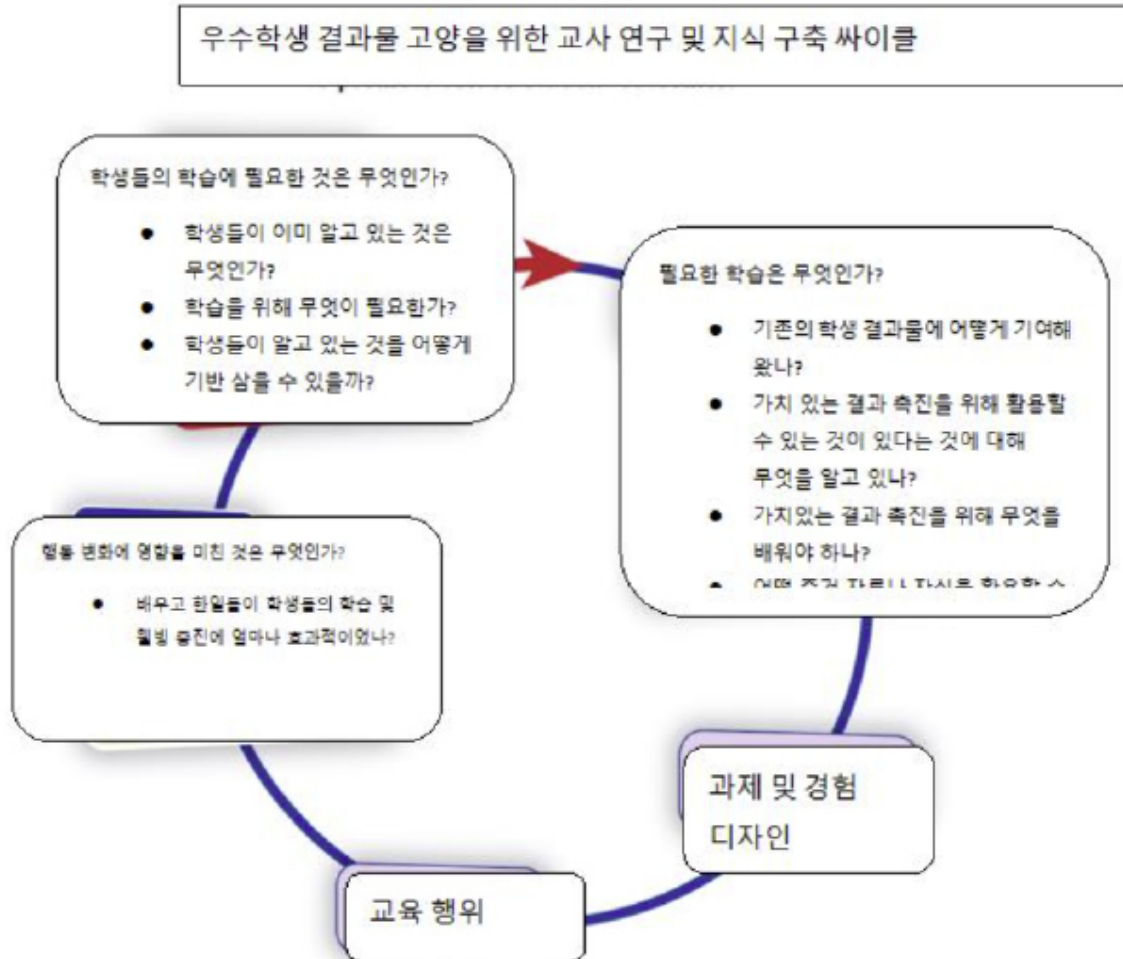 우수학생 결과물 고양을 위한 교사 연구 및 지식 구축 싸이클
학생들의 학습에 필요한 것은 무엇인가?
● 학생들이 이미 알고 있는 것은
무엇인가?
● 학습을 위해 무엇이 필요한가?
● 학생들이 알고 있는 것을 어떻게
기반 삼을 수 있을까?
필요한 학습은 무엇인가?
● 기존의 학생 결과물에 어떻게 기여해
왔나?
● 가치 있는 결과 촉진을 위해 활용할
수 있는 것이 있다는 것에 대해
무엇을 알고 있나?
● 가치있는 결과 촉진을 위해 무엇을
배워야 하나?
행동 변화에 영향을 미친 것은 무엇인가?
● 배우고 한일들이 학생들의 학습 및
웰빙 증진에 얼마나 효과적이었나?
과제 및 경험
디자인
교육 행위